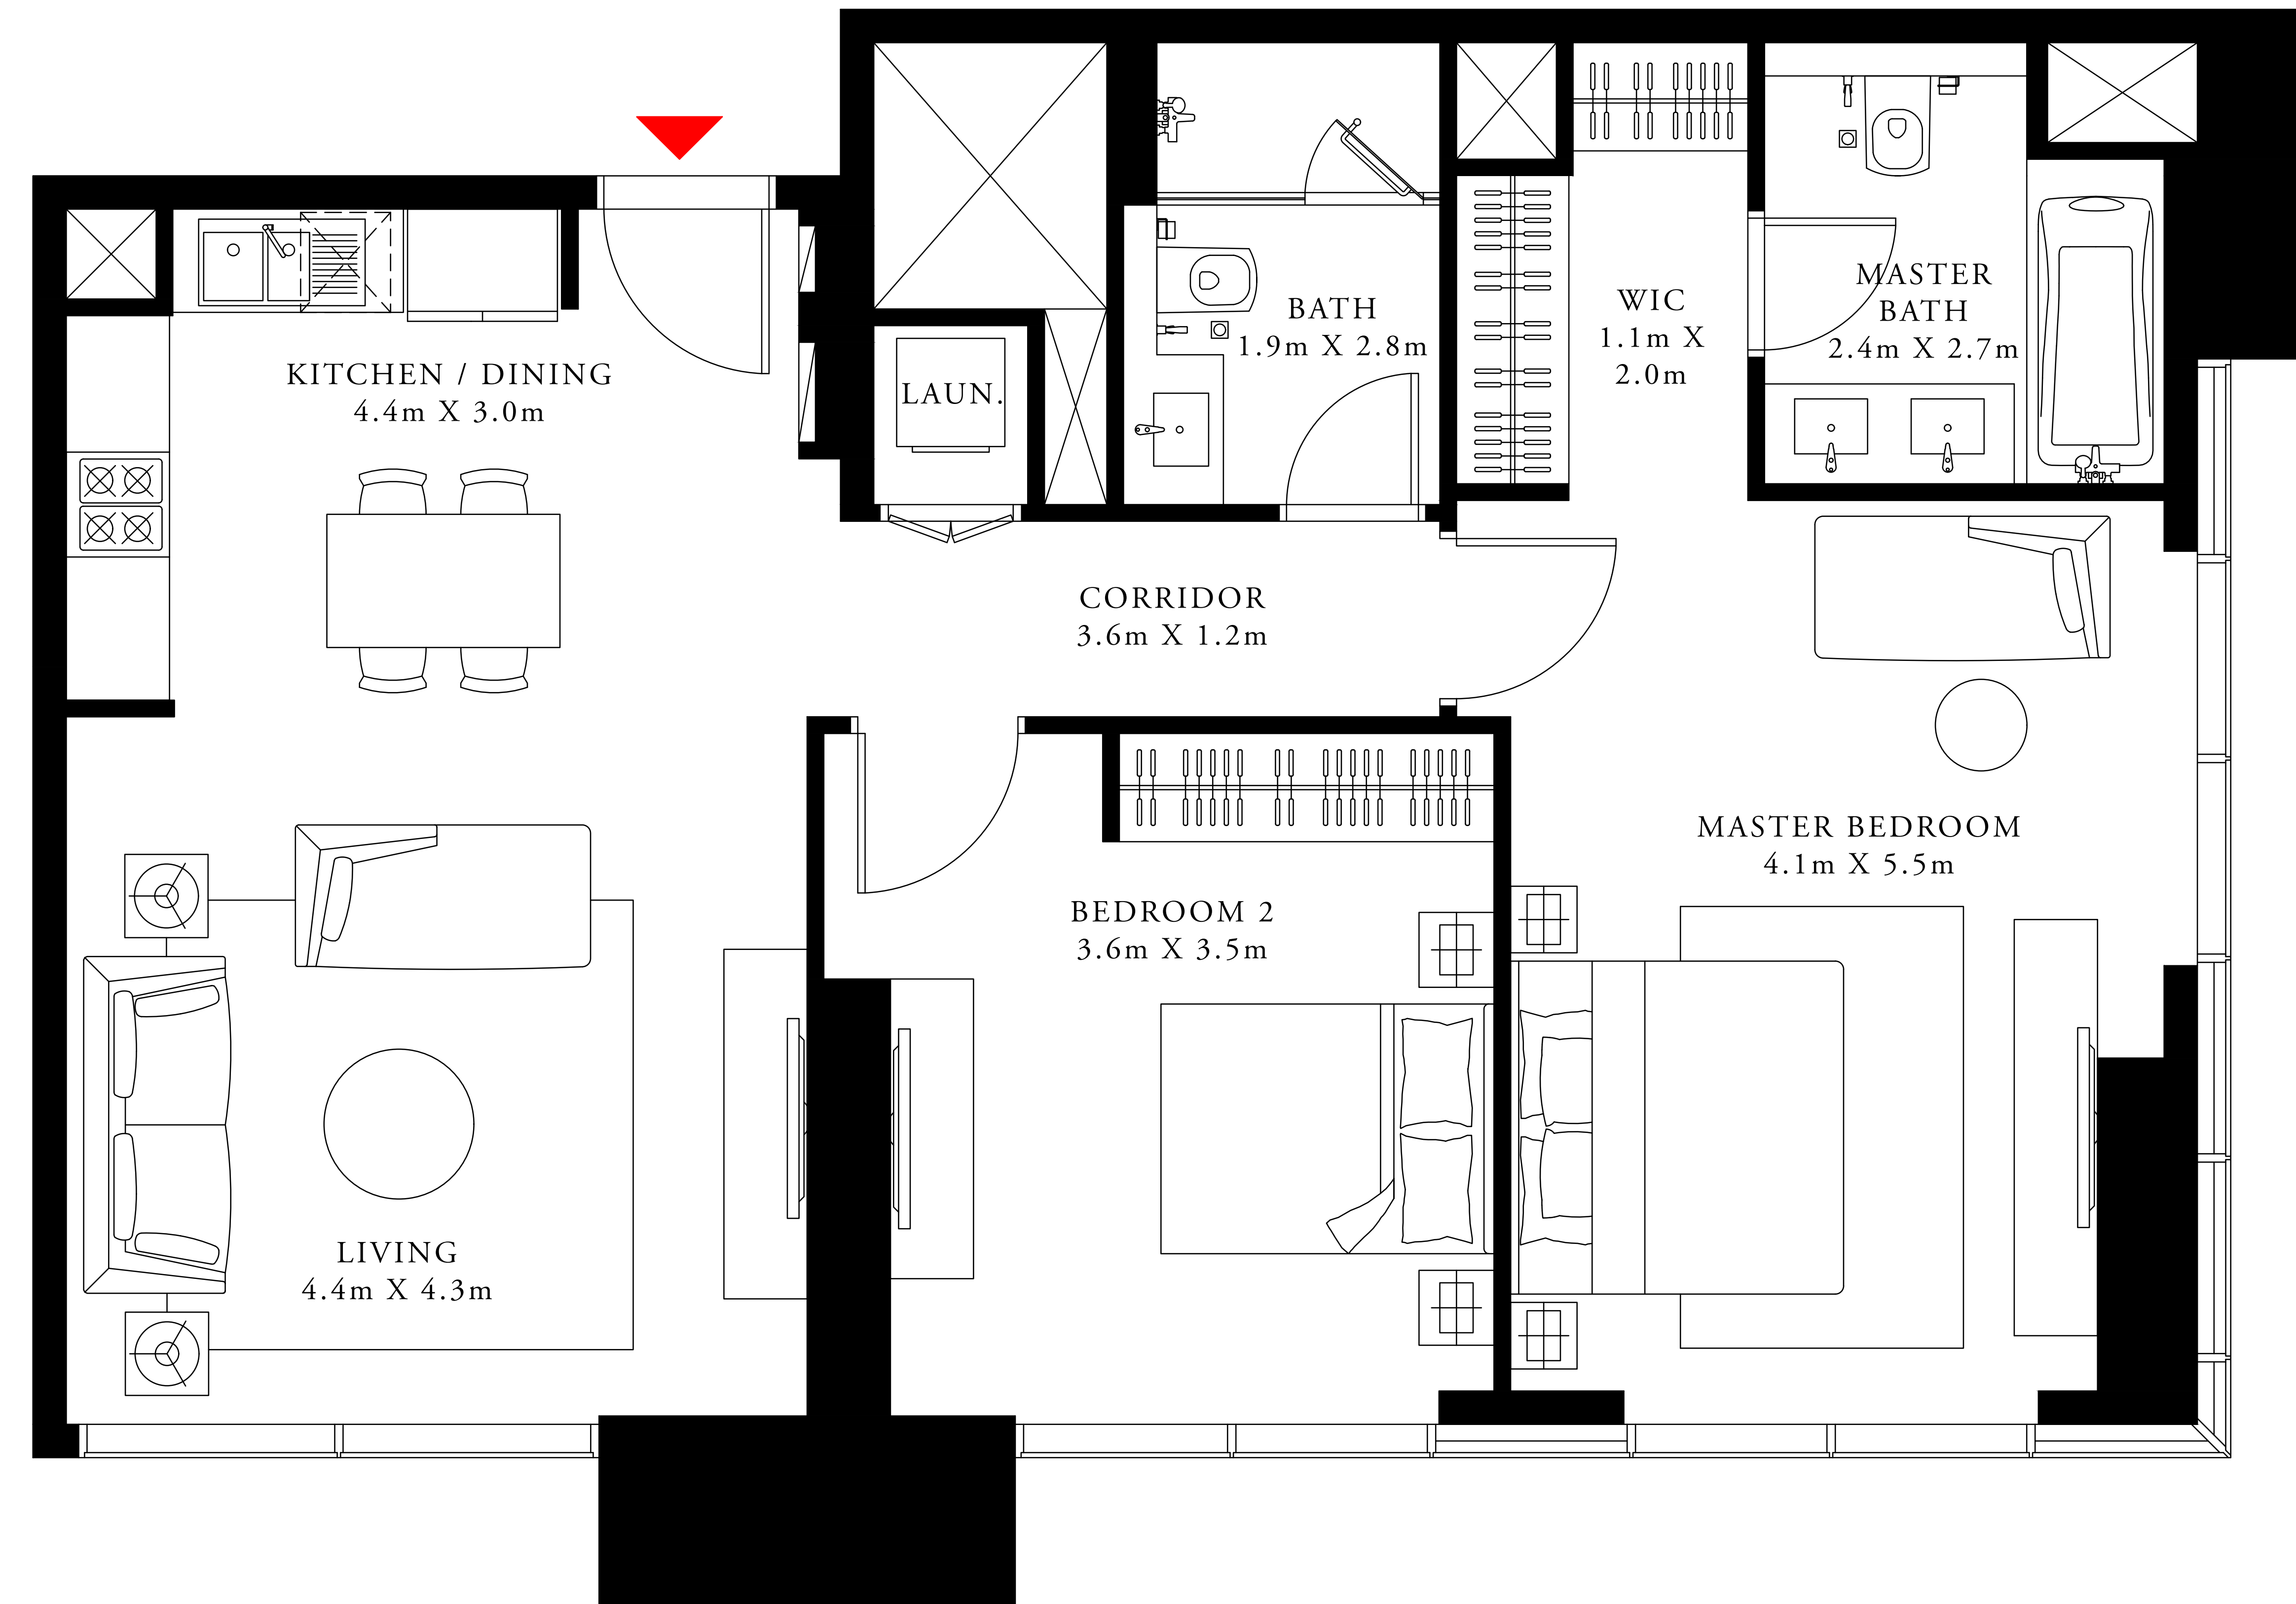 KITCHEN / DINING
4.4m X 3.0m
LAUN.
BATH
1.9m X 2.8m
WIC
1.1m X
2.0m
MASTER
BATH
2.4m X 2.7m
CORRIDOR
3.6m X 1.2m
MASTER BEDROOM
4.1m X 5.5m
BEDROOM 2
3.6m X 3.5m
LIVING
4.4m X 4.3m